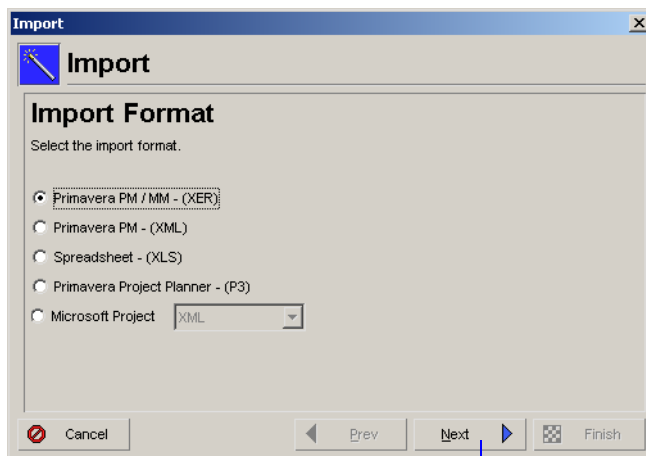 Import
Import
Import Format
Select the import format.
Primavera PM / MM - (XER)
Primavera PM - (XML)
Spreadsheet - (XLS)
Primavera Project Planner - (P3)
Microsoft Project XML
Cancel Prev Next Finish